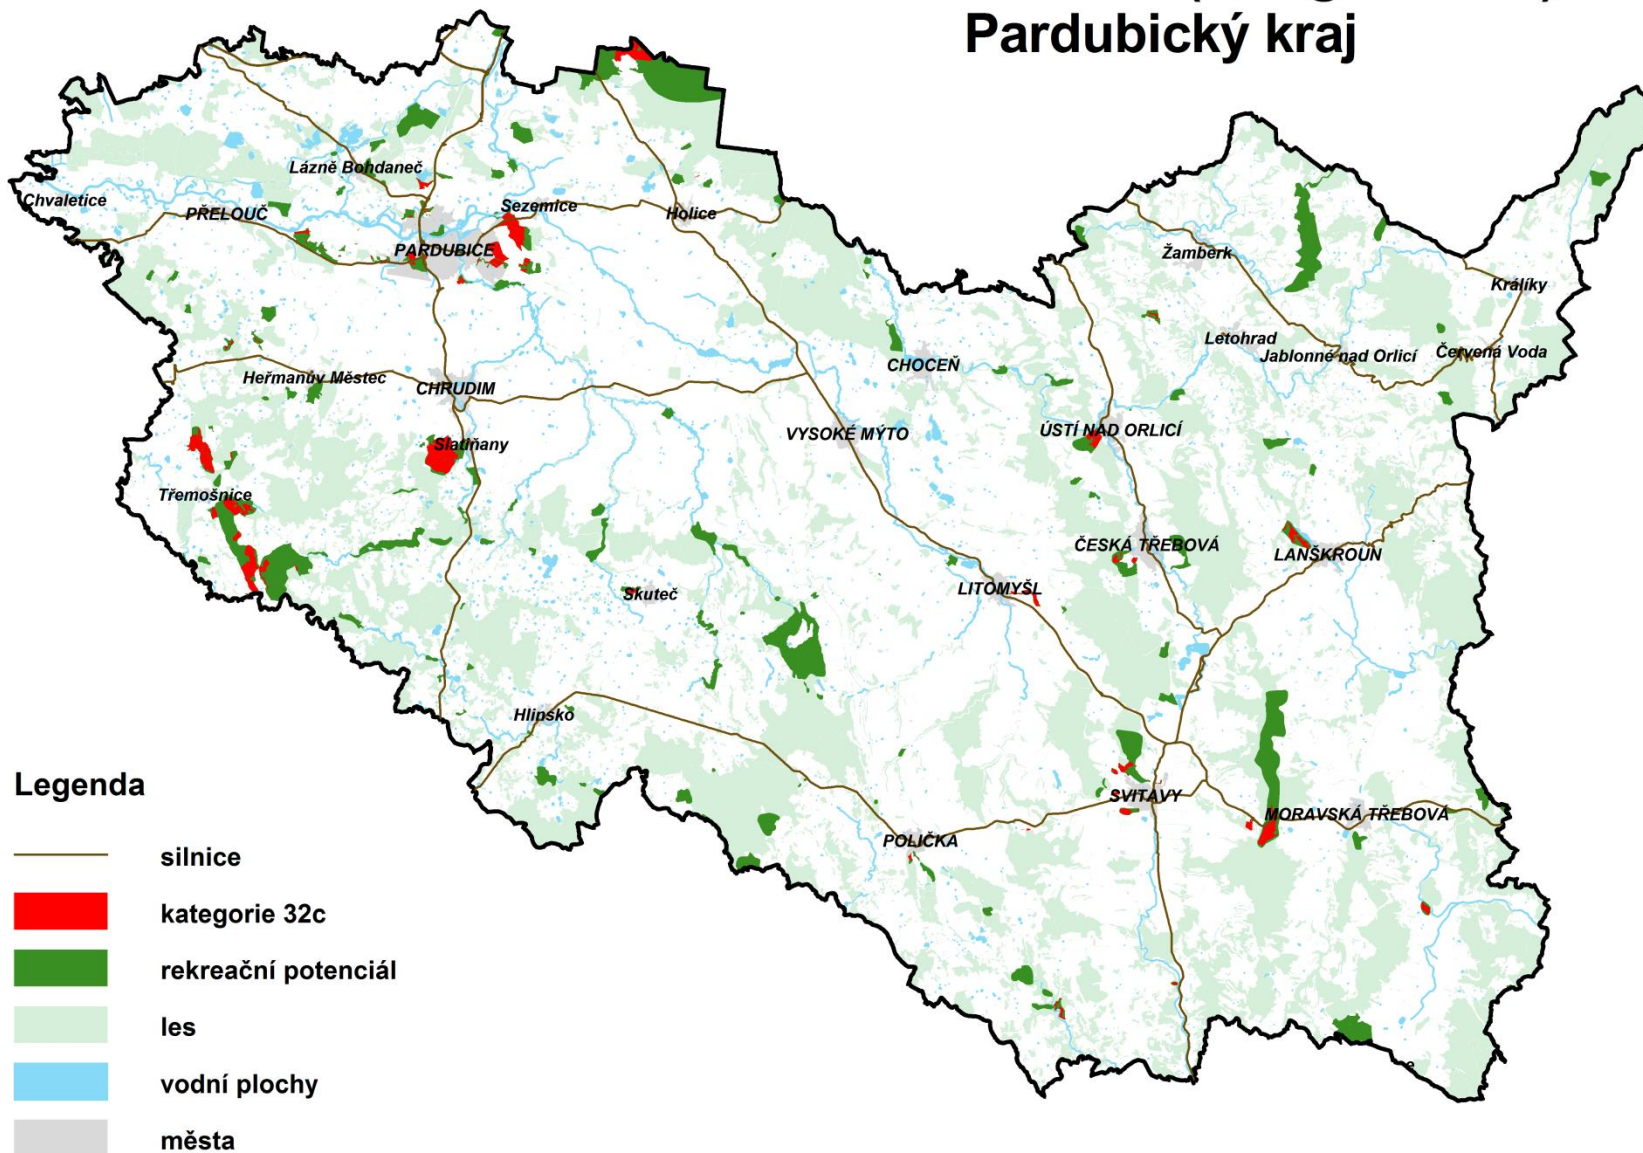 Pardubický kraj
Lázně Bohdaneč
Chvaletice
PŘELOUČ
Sezemice
Holice
PARDUBICE
Žamberk
Králíky
Letohrad
Jablonné nad Orlicí
Červená Voda
CHOCEŇ
Heřmanův Městec
CHRUDIM
VYSOKÉ MÝTO
ÚSTÍ NAD ORLICÍ
Slatiňany
Třemošnice
ČESKÁ TŘEBOVÁ
LANŠKROUN
LITOMYŠL
Skuteč
Hlinsko
SVITAVY
MORAVSKÁ TŘEBOVÁ
POLIČKA
Legenda
silnice
kategorie 32c
rekreační potenciál
les
vodní plochy
města